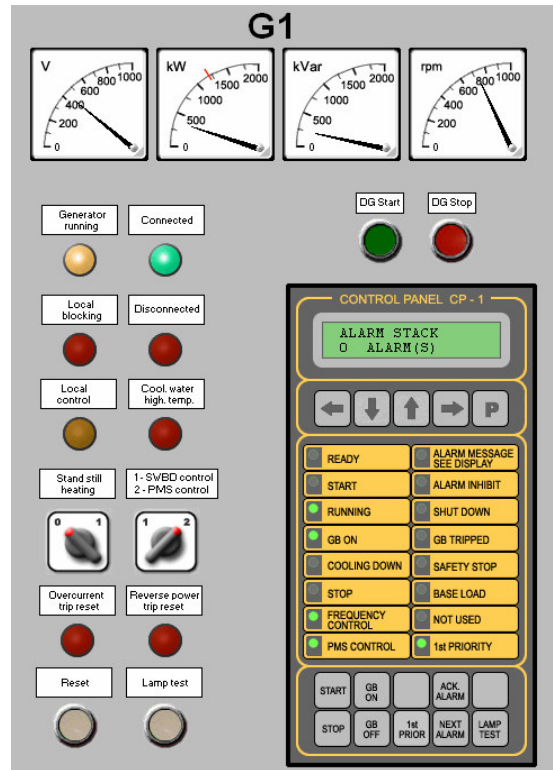 G1
V
0
200
400
600
800
1000
kW
0
500
1000
1500
2000
kVar
0
500
1000
1500
2000
rpm
0
200
400
600
800
1000
DG Start
DG Stop
Generator
running
Connected
Local
blocking
Disconnected
Local
control
Cool. water
high. temp.
Stand still
heating
1- SWBD control
2 - PMS control
0 1
1 2
Overcurrent
trip reset
Reverse power
trip reset
Reset
Lamp test
CONTROL PANEL CP - 1
ALARM STACK
0 ALARM(S)
P
READY
ALARM MESSAGE
SEE DISPLAY
START
ALARM INHIBIT
RUNNING
SHUT DOWN
GB ON
GB TRIPPED
COOLING DOWN
SAFETY STOP
STOP
BASE LOAD
FREQUENCY
CONTROL
NOT USED
PMS CONTROL
1st PRIORITY
START
GB
ON
ACK.
ALARM
STOP
GB
OFF
1st
PRIOR
NEXT
ALARM
LAMP
TEST